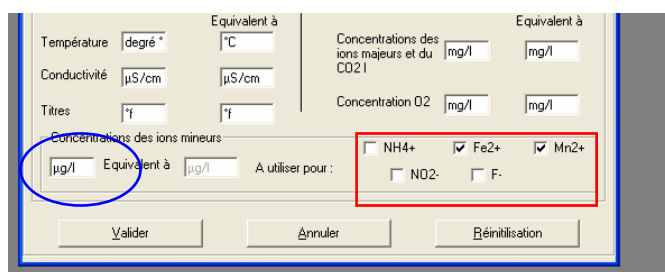 Equivalent à
Equivalent à
Température degré ° °C
Concentrations des ions majeurs et du CO2 l mg/l mg/l
Conductivité µS/cm µS/cm
Titres °f °f
Concentration O2 mg/l mg/l
Concentrations des ions mineurs
µg/l Equivalent à µg/l A utiliser pour :
NH4+ Fe2+ Mn2+
NO2- F-
Valider Annuler Réinitilisation